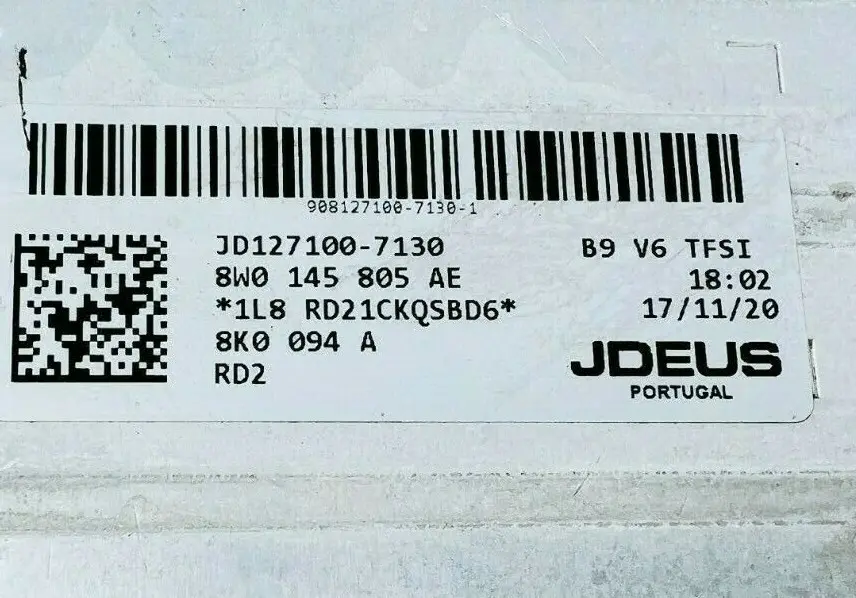 908127100-7130-1
JD127100-7130
8W0 145 805 AE
*1L8 RD21CKQSBD6*
8K0 094 A
RD2
B9 V6 TFSI
18:02
17/11/20
JDEUS
PORTUGAL